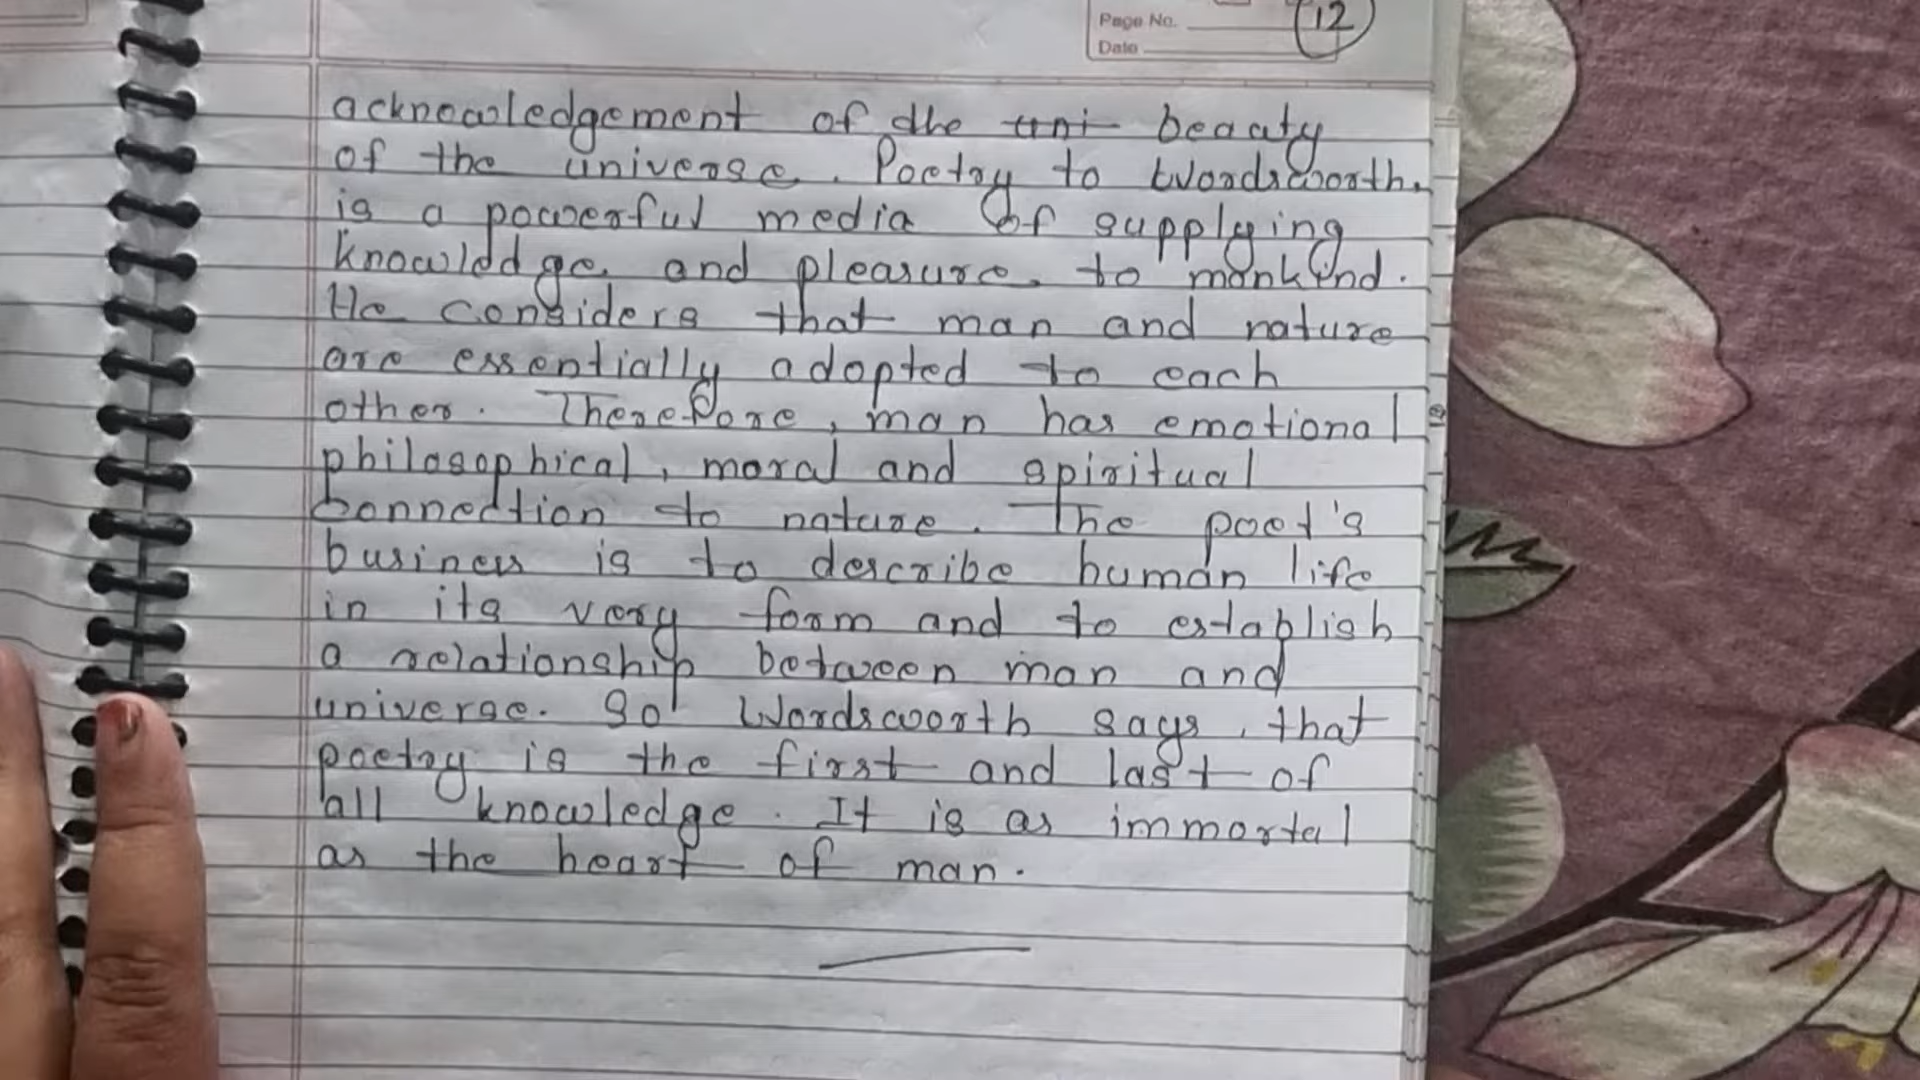 Page No.
12
Date
acknowledgement of the uni beauty
of the universe. Poetry to Wordsworth
is a powerful media of supplying
knowlddge and pleasure to mankind.
He considers that man and nature
are essentially adopted to each
other. Therefore, man has emotional
philosophical, moral and spiritual
connection to nature. The poet's
business is to describe human life
in its very form and to establish
a relationship between man and
universe. So Wordsworth says, that
poetry is the first and last of
all knowledge. It is as immortal
as the heart of man.